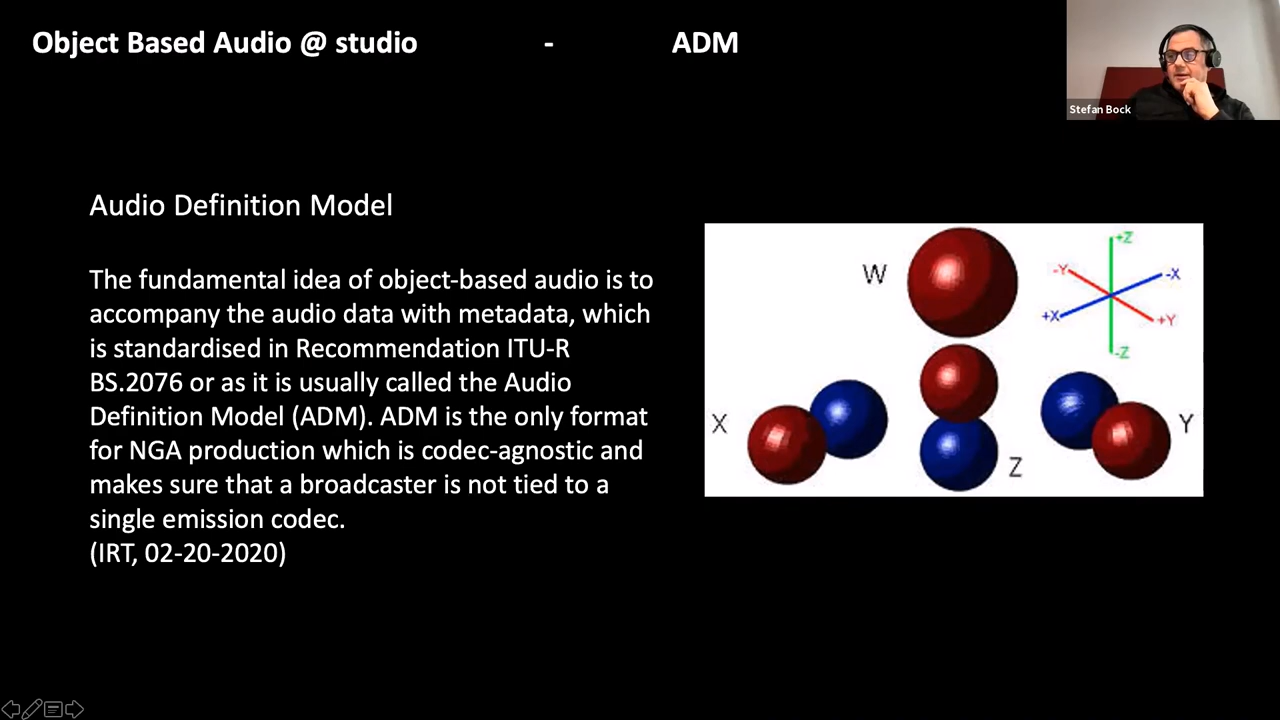 Object Based Audio @ studio - ADM
Stefan Bock
Audio Definition Model
The fundamental idea of object-based audio is to
accompany the audio data with metadata, which
is standardised in Recommendation ITU-R
BS.2076 or as it is usually called the Audio
Definition Model (ADM). ADM is the only format
for NGA production which is codec-agnostic and
makes sure that a broadcaster is not tied to a
single emission codec.
(IRT, 02-20-2020)
W
+Z
-Y
-X
+X
+Y
-Z
X
Y
Z